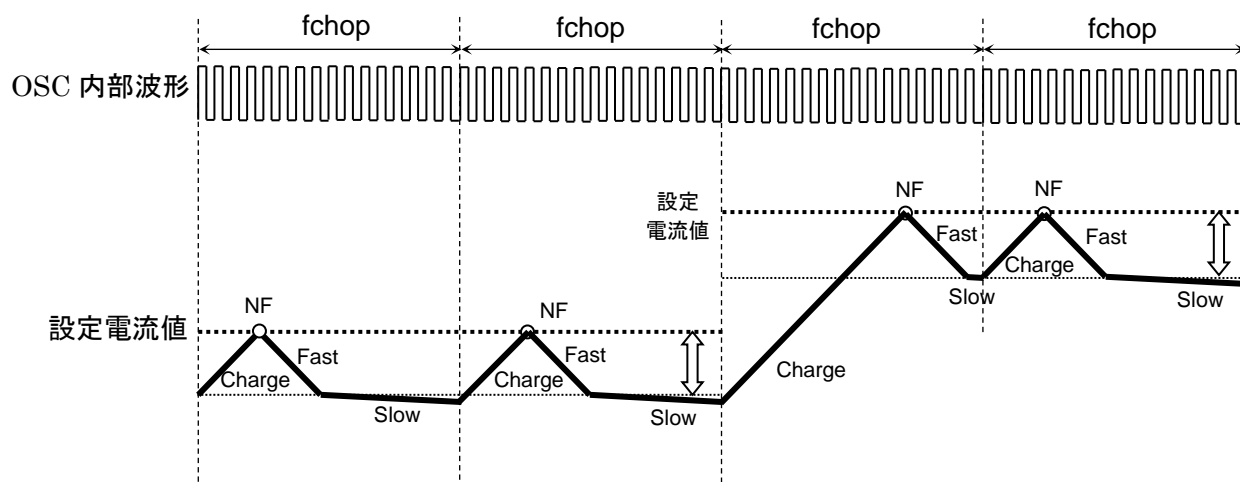 fchop fchop fchop fchop
OSC 内部波形
設定
電流値
NF
Fast
Charge
Slow
NF
Fast
Charge
Slow
設定電流値
NF
Fast
Charge
Slow
NF
Fast
Charge
Slow